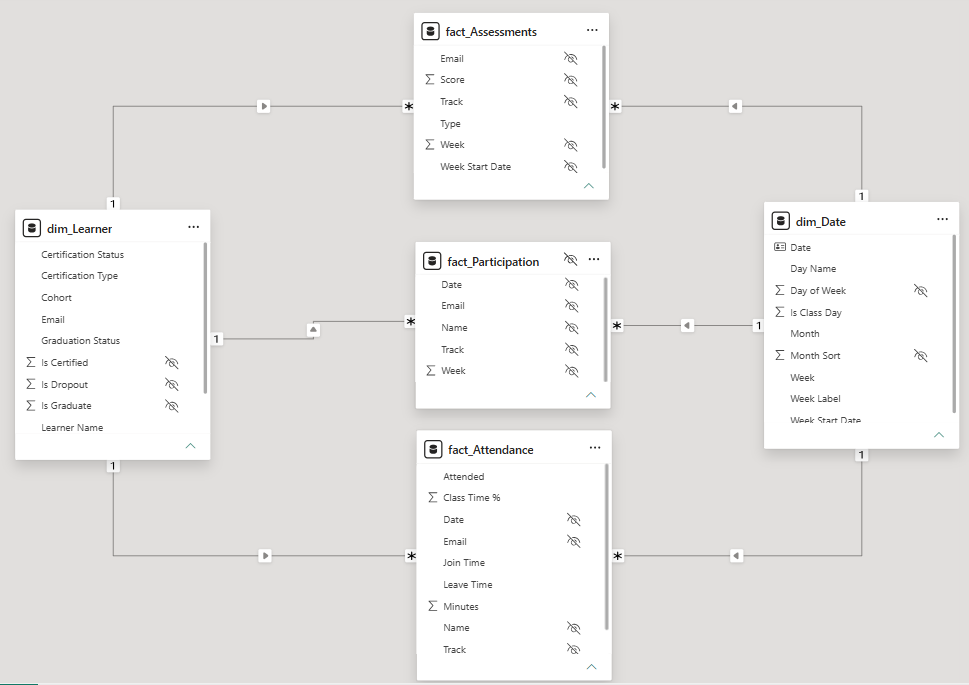 fact_Assessments
...
Email
Σ Score
Track
Type
Σ Week
Week Start Date
*
*
1
1
dim_Learner
...
Certification Status
Certification Type
Cohort
Email
Graduation Status
Σ Is Certified
Σ Is Dropout
Σ Is Graduate
Learner Name
1
1
fact_Participation
...
Date
Email
Name
Track
Σ Week
*
*
dim_Date
...
Date
Day Name
Σ Day of Week
Σ Is Class Day
Month
Σ Month Sort
Week
Week Label
Week Start Date
1
1
fact_Attendance
...
Attended
Σ Class Time %
Date
Email
Join Time
Leave Time
Σ Minutes
Name
Track
*
*